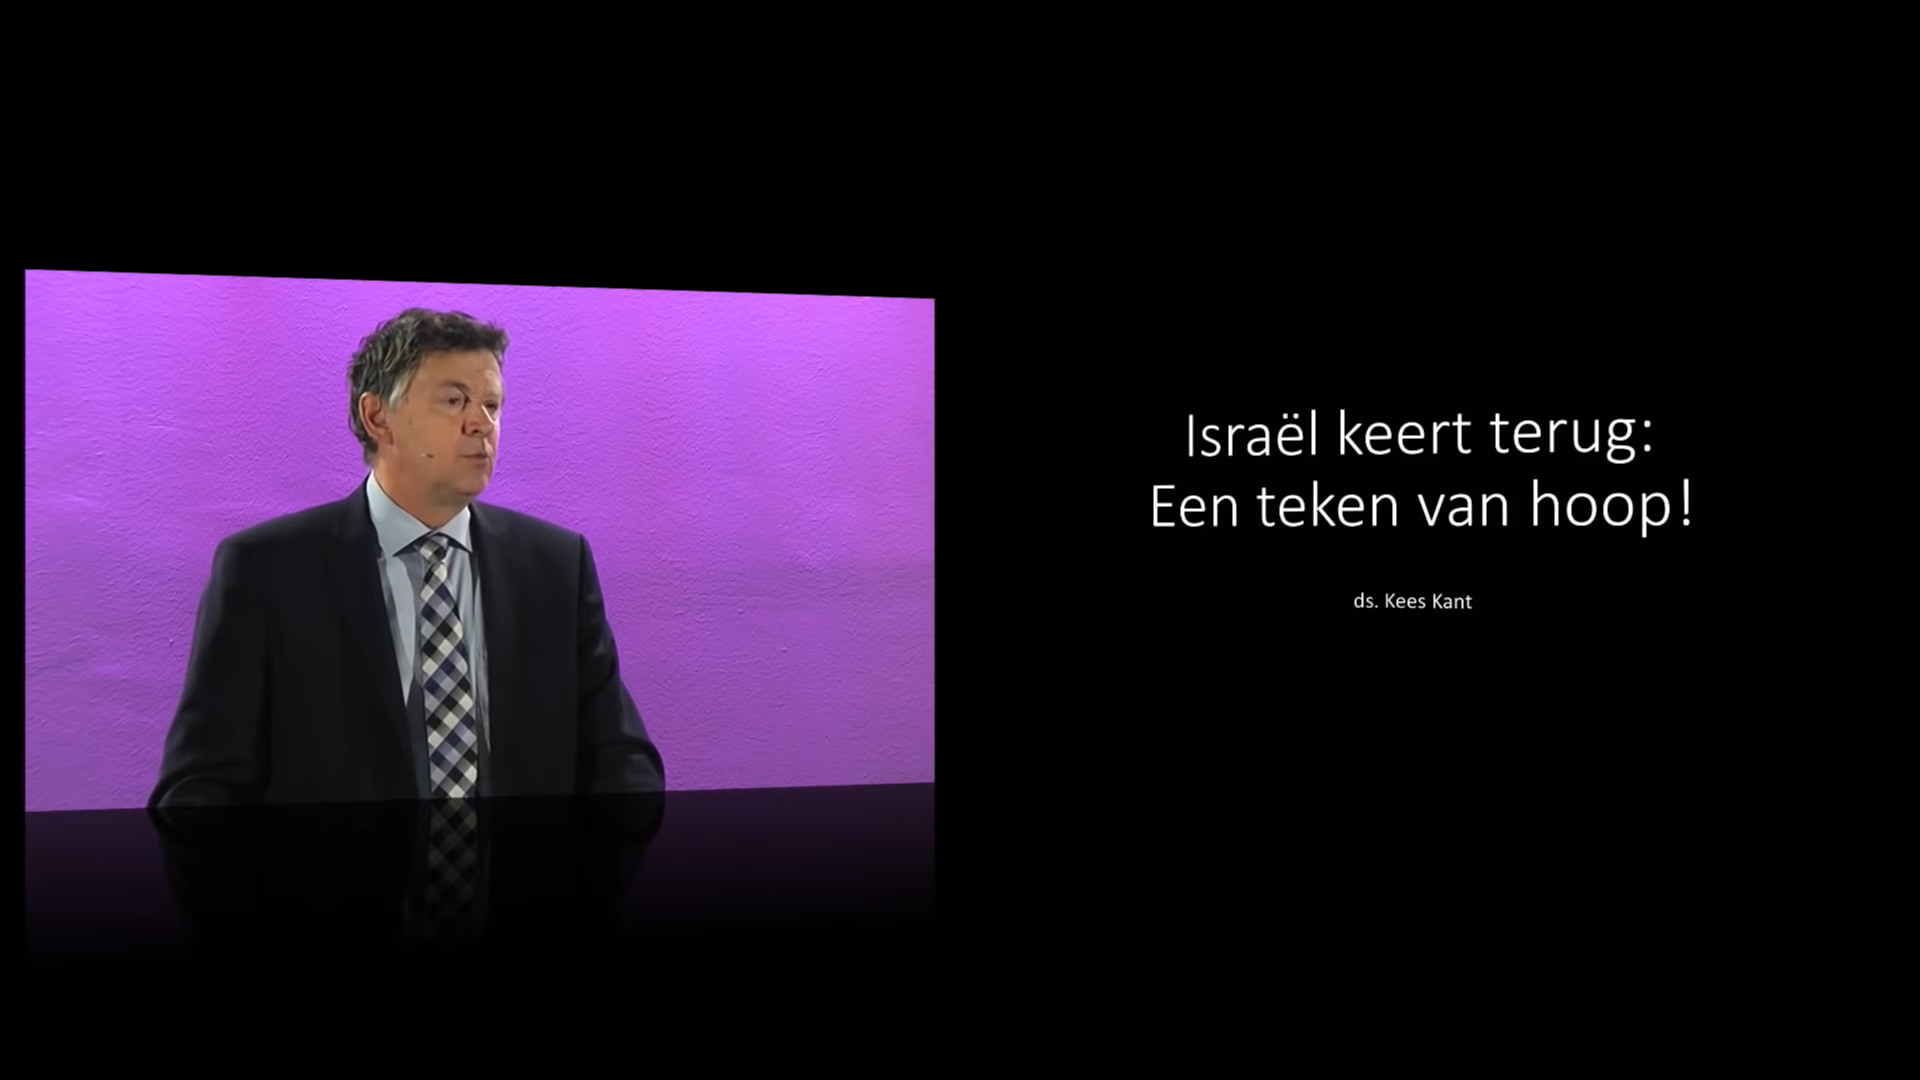 Israël keert terug:
Een teken van hoop!
ds. Kees Kant